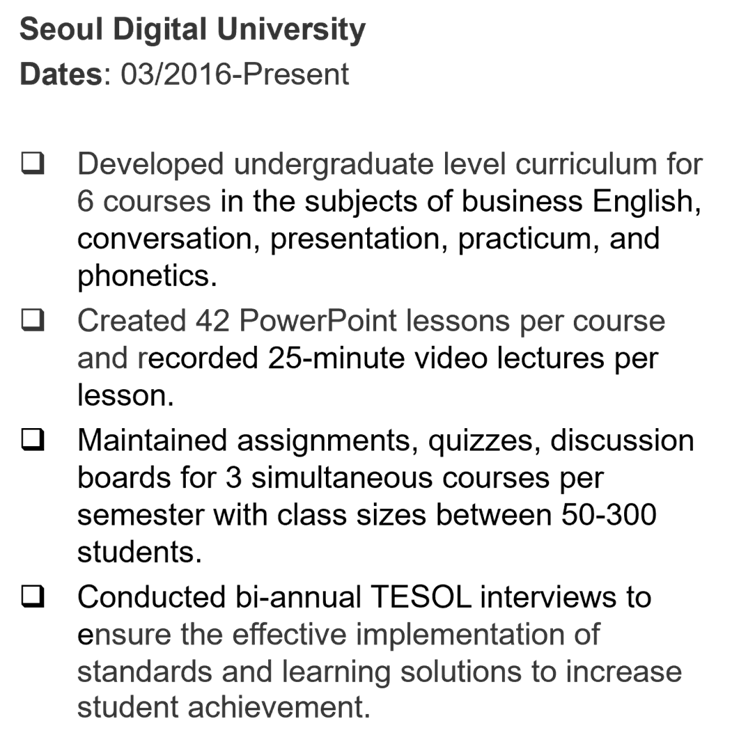 Seoul Digital University
Dates: 03/2016-Present
❑ Developed undergraduate level curriculum for
6 courses in the subjects of business English,
conversation, presentation, practicum, and
phonetics.
❑ Created 42 PowerPoint lessons per course
and recorded 25-minute video lectures per
lesson.
❑ Maintained assignments, quizzes, discussion
boards for 3 simultaneous courses per
semester with class sizes between 50-300
students.
❑ Conducted bi-annual TESOL interviews to
ensure the effective implementation of
standards and learning solutions to increase
student achievement.